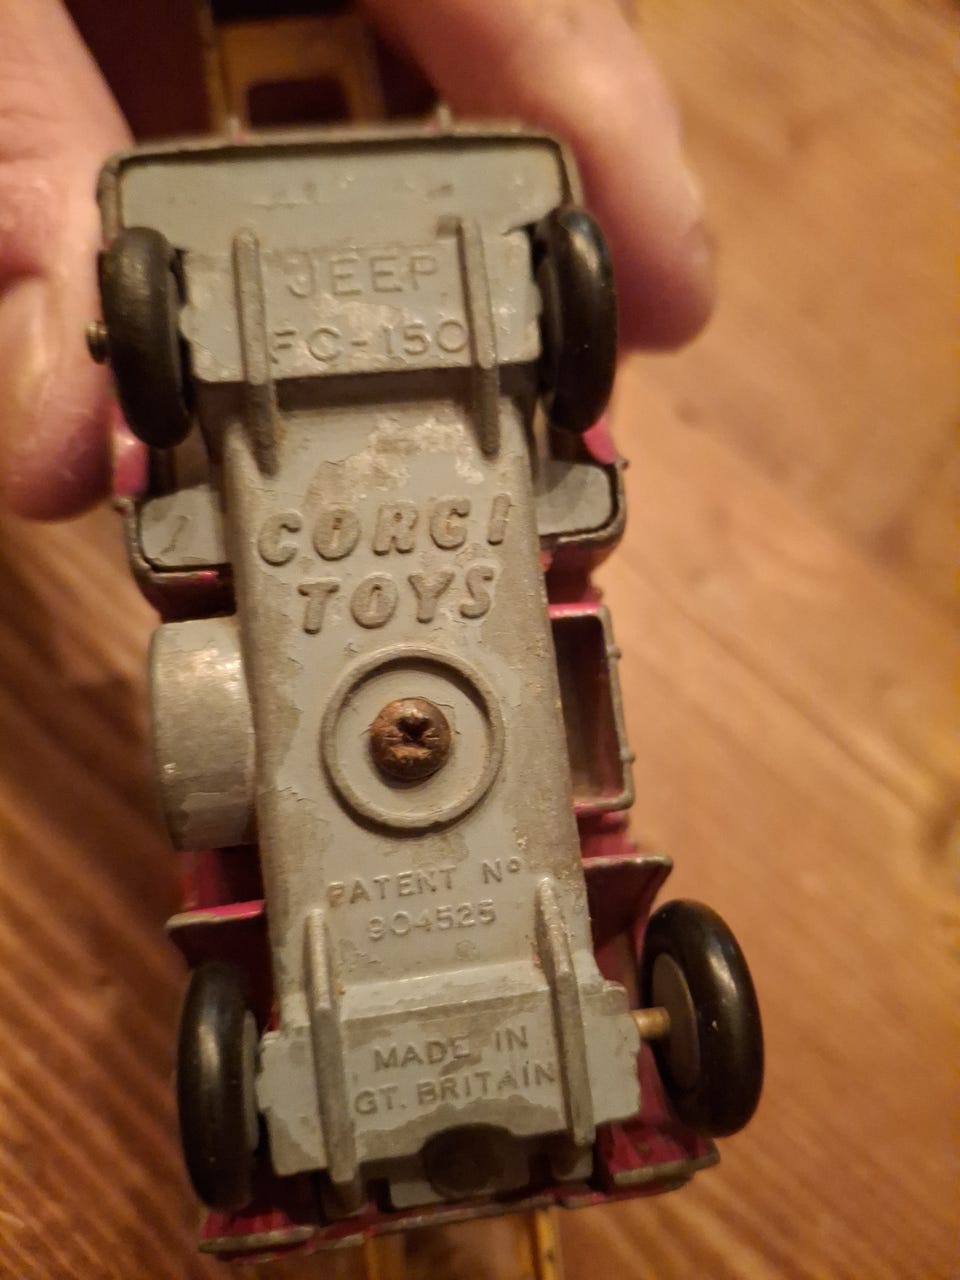 JEEP
FC-150
CORGI
TOYS
PATENT Nº
904525
MADE IN
GT. BRITAIN